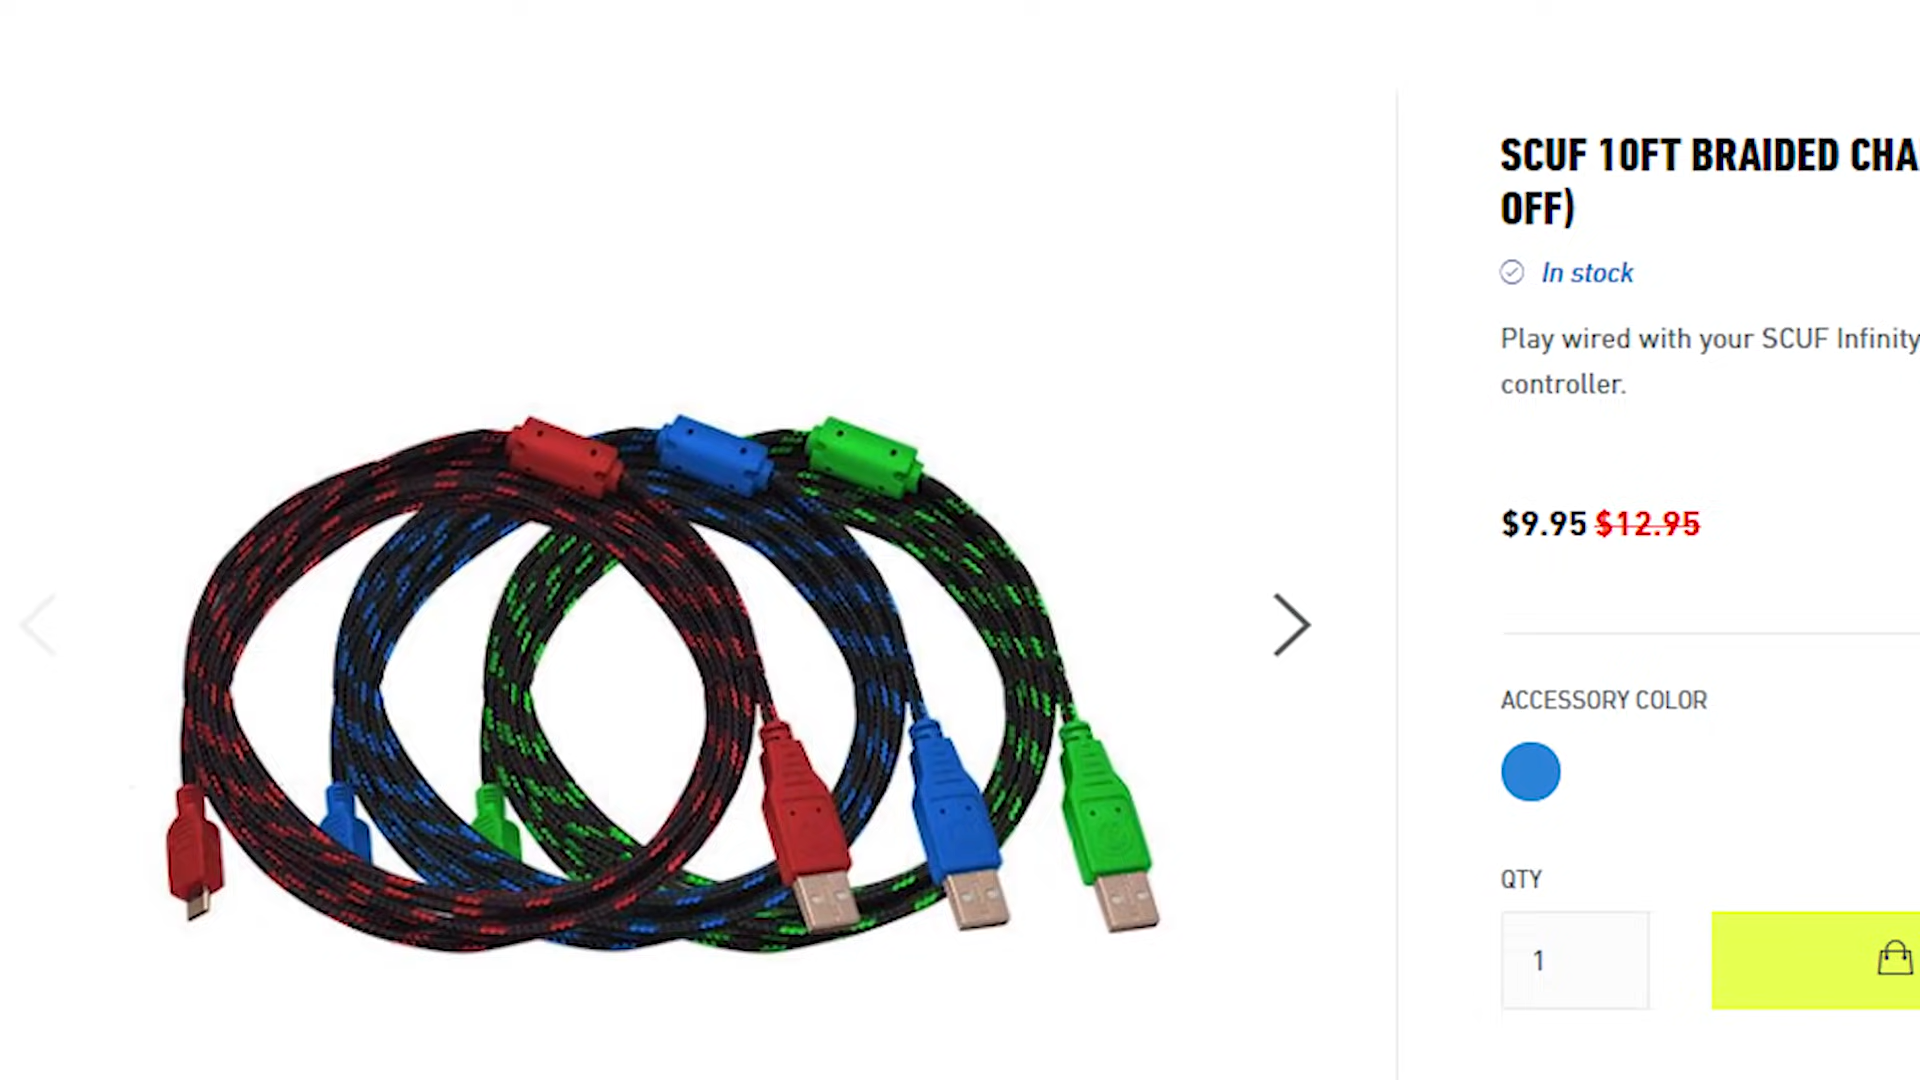 SCUF 10FT BRAIDED
OFF)
In stock
Play wired with your SCUF Infinity
controller.
$9.95 $12.95
ACCESSORY COLOR
QTY
1